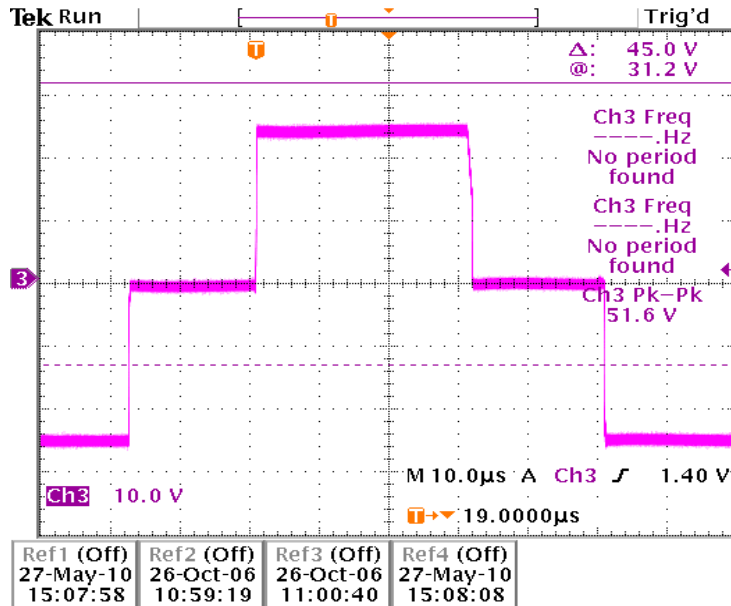 Tek Run
T
Trig'd
T
Δ: 45.0 V
@: 31.2 V
Ch3 Freq
––––.Hz
No period
found
Ch3 Freq
––––.Hz
No period
found
3
Ch3 Pk–Pk
51.6 V
M 10.0µs A Ch3 ʃ 1.40 V
Ch3 10.0 V
T→▼ 19.0000µs
Ref1 (Off)
27-May-10
15:07:58
Ref2 (Off)
26-Oct-06
10:59:19
Ref3 (Off)
26-Oct-06
11:00:40
Ref4 (Off)
27-May-10
15:08:08